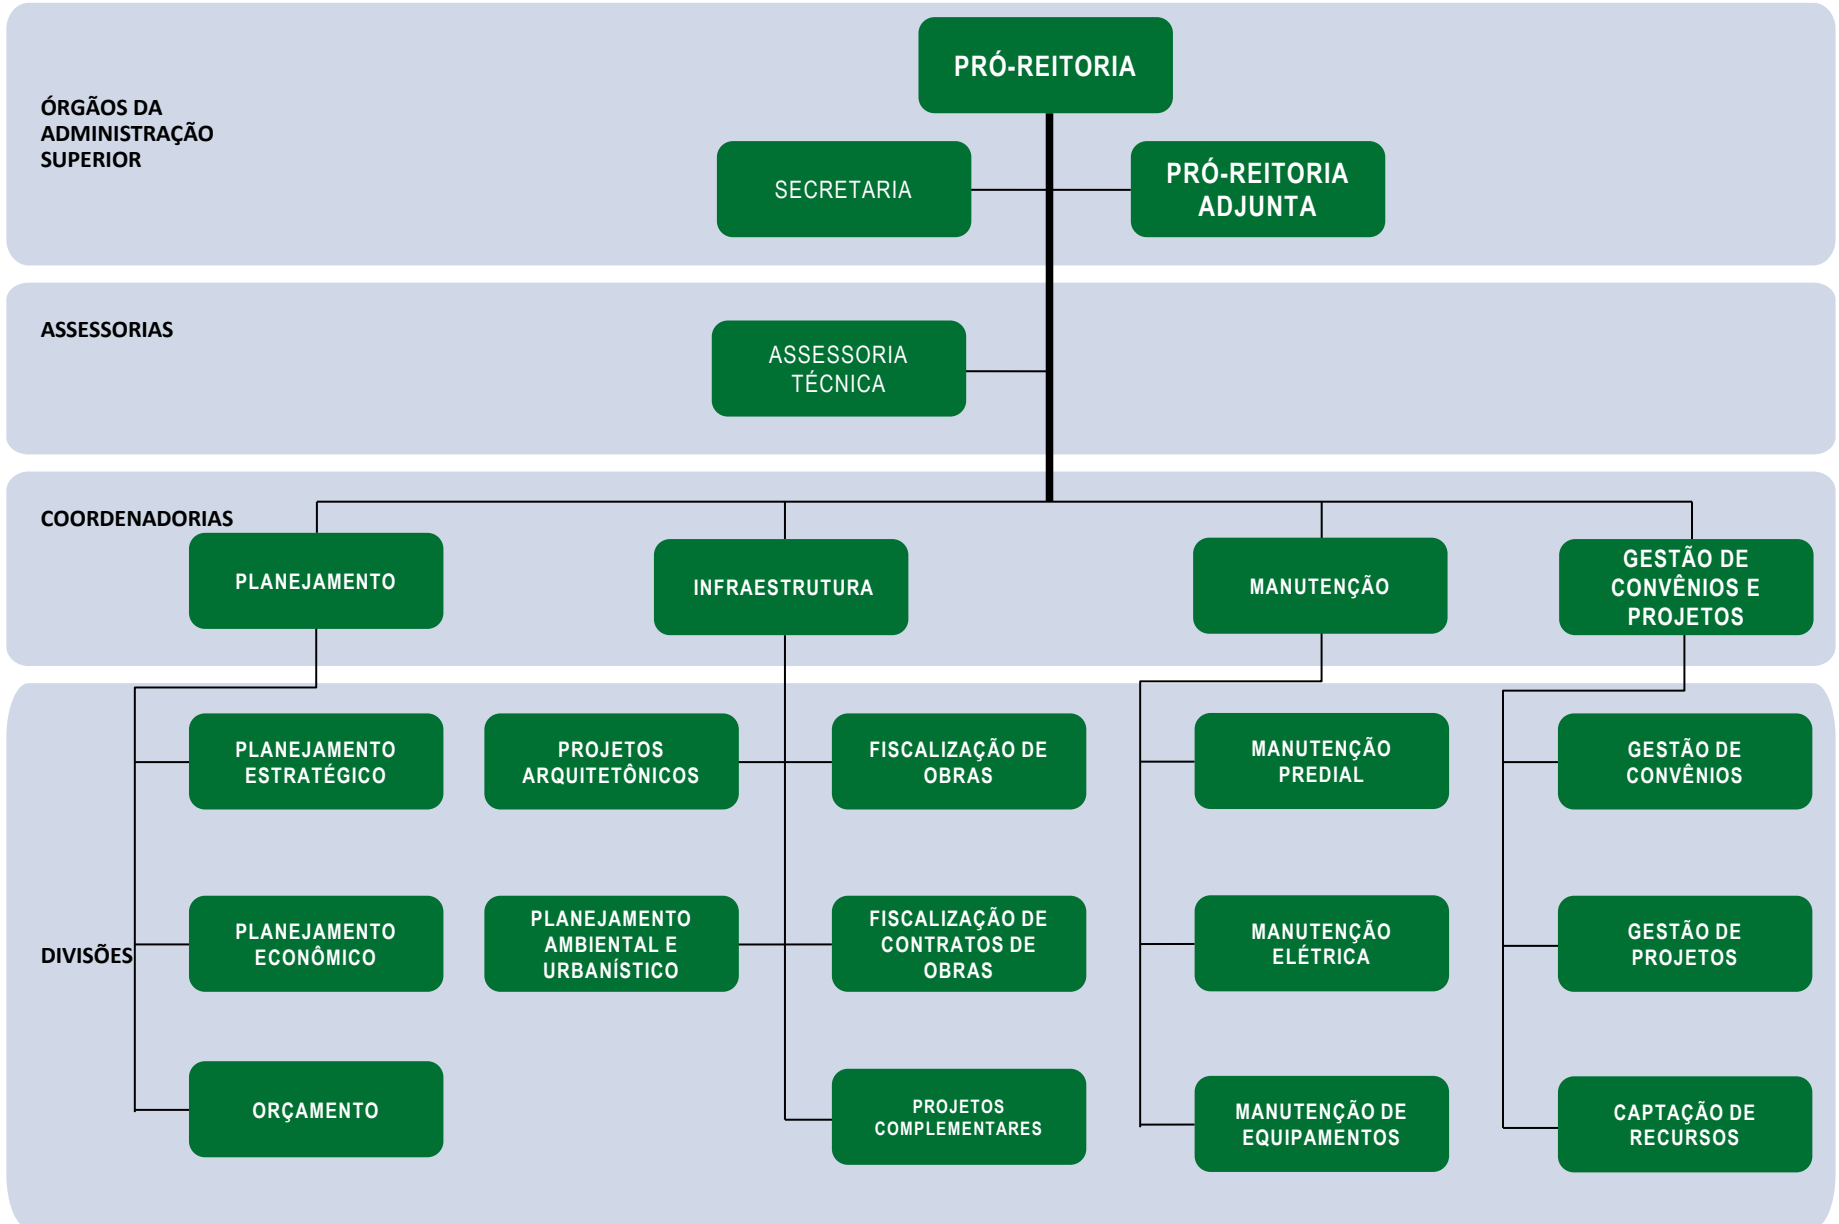 PRÓ-REITORIA
ÓRGÃOS DA
ADMINISTRAÇÃO
SUPERIOR
SECRETARIA
PRÓ-REITORIA
ADJUNTA
ASSESSORIAS
ASSESSORIA
TÉCNICA
COORDENADORIAS
PLANEJAMENTO
INFRAESTRUTURA
MANUTENÇÃO
GESTÃO DE
CONVÊNIOS E
PROJETOS
PLANEJAMENTO
ESTRATÉGICO
PROJETOS
ARQUITETÔNICOS
FISCALIZAÇÃO DE
OBRAS
MANUTENÇÃO
PREDIAL
GESTÃO DE
CONVÊNIOS
DIVISÕES
PLANEJAMENTO
ECONÔMICO
PLANEJAMENTO
AMBIENTAL E
URBANÍSTICO
FISCALIZAÇÃO DE
CONTRATOS DE
OBRAS
MANUTENÇÃO
ELÉTRICA
GESTÃO DE
PROJETOS
ORÇAMENTO
PROJETOS
COMPLEMENTARES
MANUTENÇÃO DE
EQUIPAMENTOS
CAPTAÇÃO DE
RECURSOS